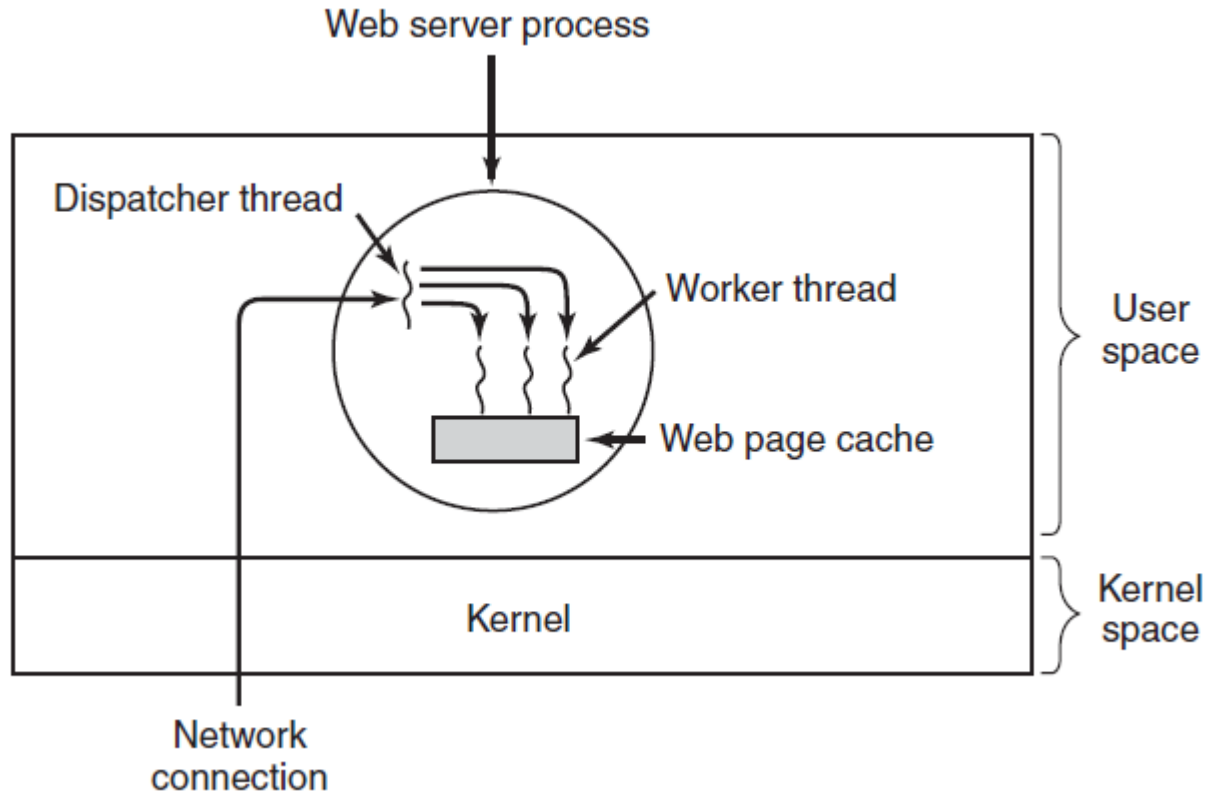 Web server process
Dispatcher thread
Worker thread
Web page cache
User
space
Kernel
Kernel
space
Network
connection